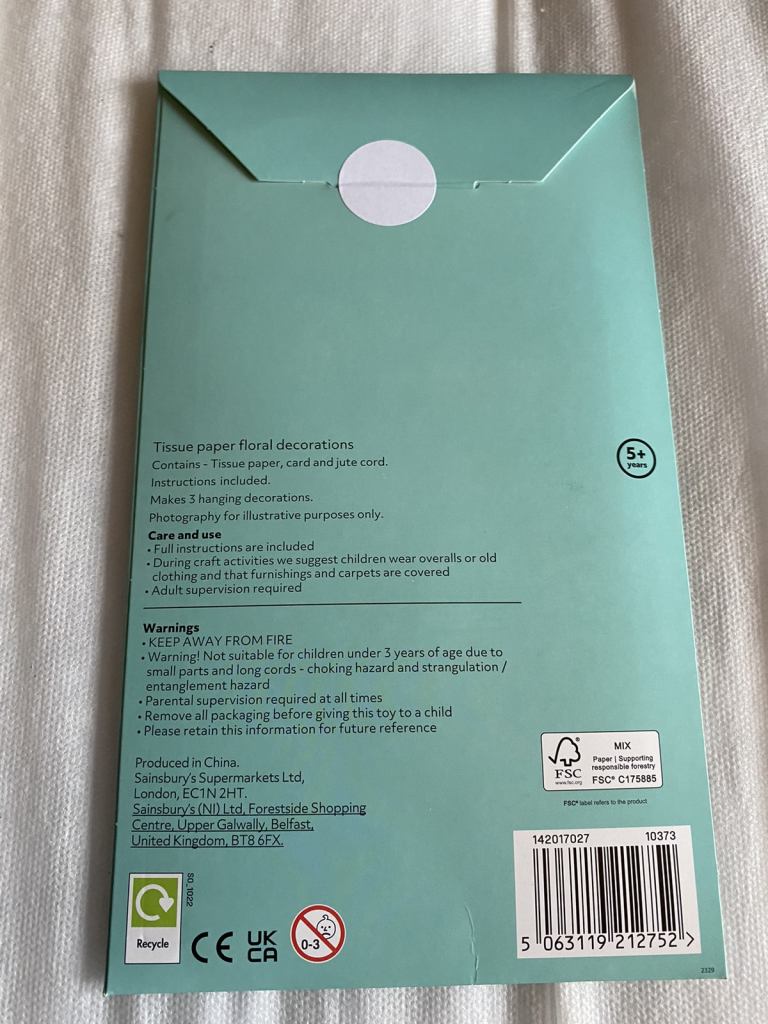 Tissue paper floral decorations
Contains - Tissue paper, card and jute cord.
Instructions included.
Makes 3 hanging decorations.
Photography for illustrative purposes only.
5+
years
Care and use
• Full instructions are included
• During craft activities we suggest children wear overalls or old
clothing and that furnishings and carpets are covered
• Adult supervision required
Warnings
• KEEP AWAY FROM FIRE
• Warning! Not suitable for children under 3 years of age due to
small parts and long cords - choking hazard and strangulation /
entanglement hazard
• Parental supervision required at all times
• Remove all packaging before giving this toy to a child
• Please retain this information for future reference
Produced in China.
Sainsbury's Supermarkets Ltd,
London, EC1N 2HT.
Sainsbury's (NI) Ltd, Forestside Shopping
Centre, Upper Galwally, Belfast,
United Kingdom, BT8 6FX.
FSC®
www.fsc.org
MIX
Paper | Supporting
responsible forestry
FSC® C175885
FSC® label refers to the product
Recycle
SO_1022
CE
UK
CA
0-3
142017027 10373
5 063119 212752 >
2329